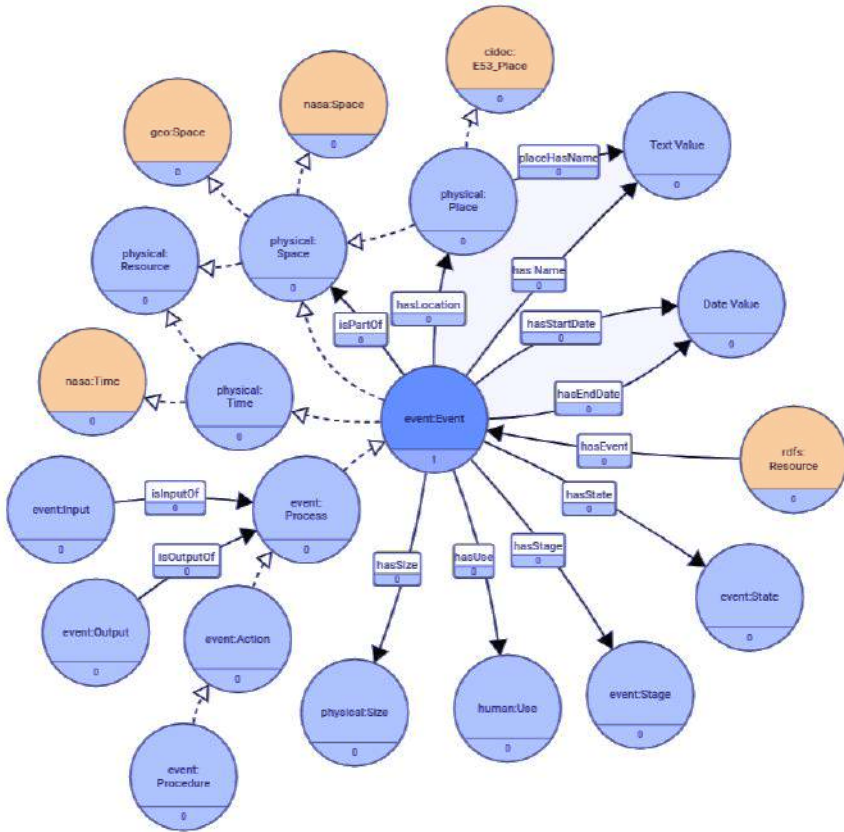 cidoc:
E53_Place
0
nasa:Space
0
geo:Space
0
placeHasName
0
Text Value
0
physical:
Place
0
physical:
Space
0
physical:
Resource
0
has Name
0
hasLocation
0
isPartOf
0
hasStartDate
0
Date Value
0
nasa:Time
0
physical:
Time
0
event:Event
1
hasEndDate
0
hasEvent
0
rdfs:
Resource
0
event:Input
0
isInputOf
0
event:
Process
0
hasState
0
isOutputOf
0
hasSize
0
hasUse
0
hasStage
0
event:State
0
event:Output
0
event:Action
0
physical:Size
0
human:Use
0
event:Stage
0
event:
Procedure
0